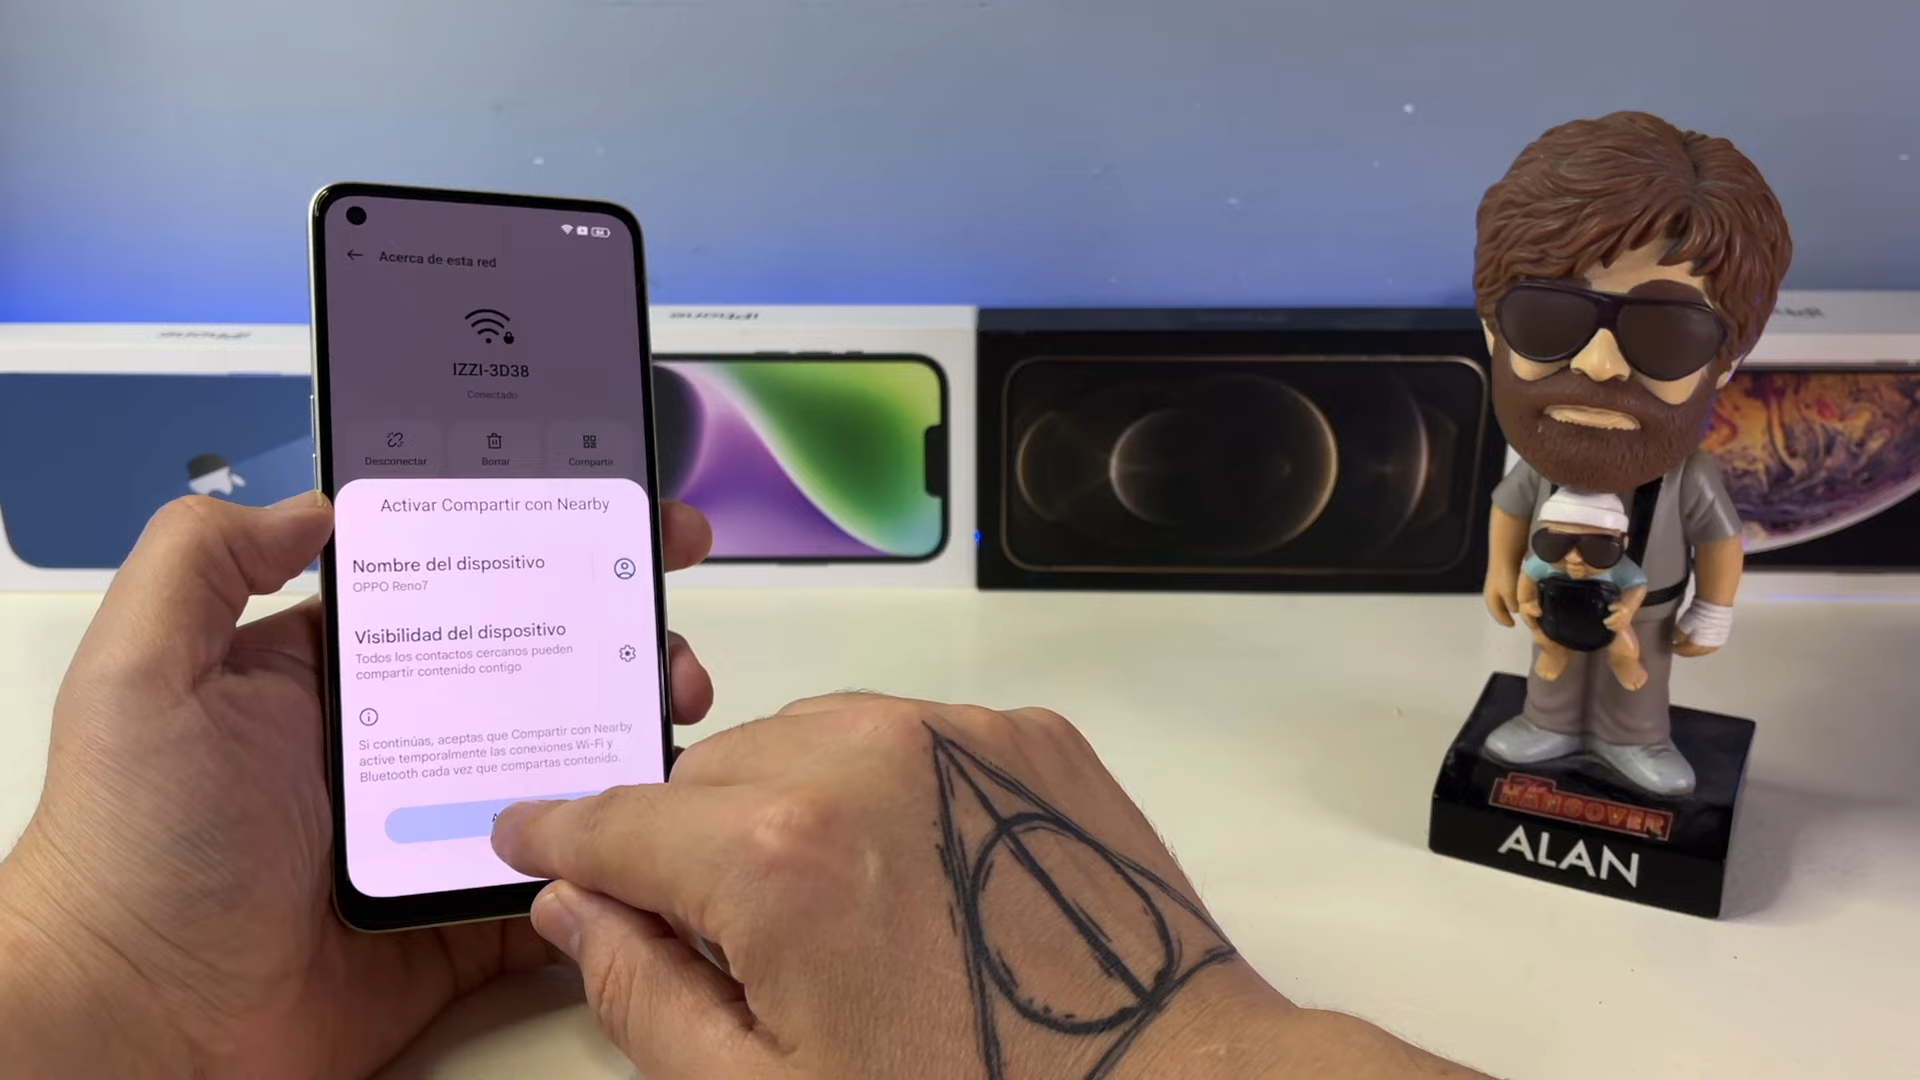 Acerca de esta red
IZZI-3D38
Conectado
Desconectar
Borrar
Compartir
Activar Compartir con Nearby
Nombre del dispositivo
OPPO Reno7
Visibilidad del dispositivo
Todos los contactos cercanos pueden
compartir contenido contigo
Si continúas, aceptas que Compartir con Nearby
active temporalmente las conexiones Wi-Fi y
Bluetooth cada vez que compartas contenido.
iPhone
iPhone
HANGOVER
ALAN